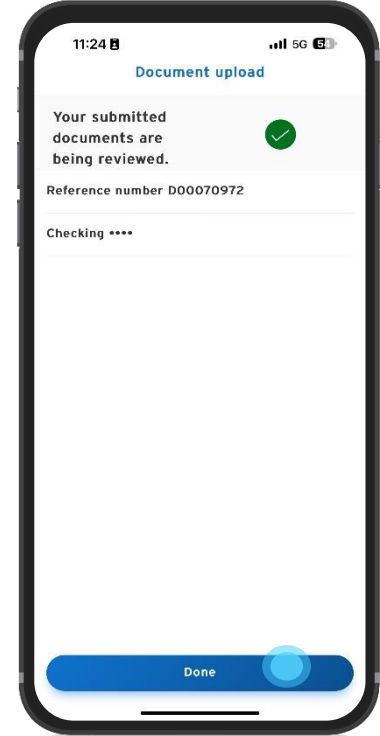 11:24
5G 54
Document upload
Your submitted
documents are
being reviewed.
Reference number D00070972
Checking ••••
Done